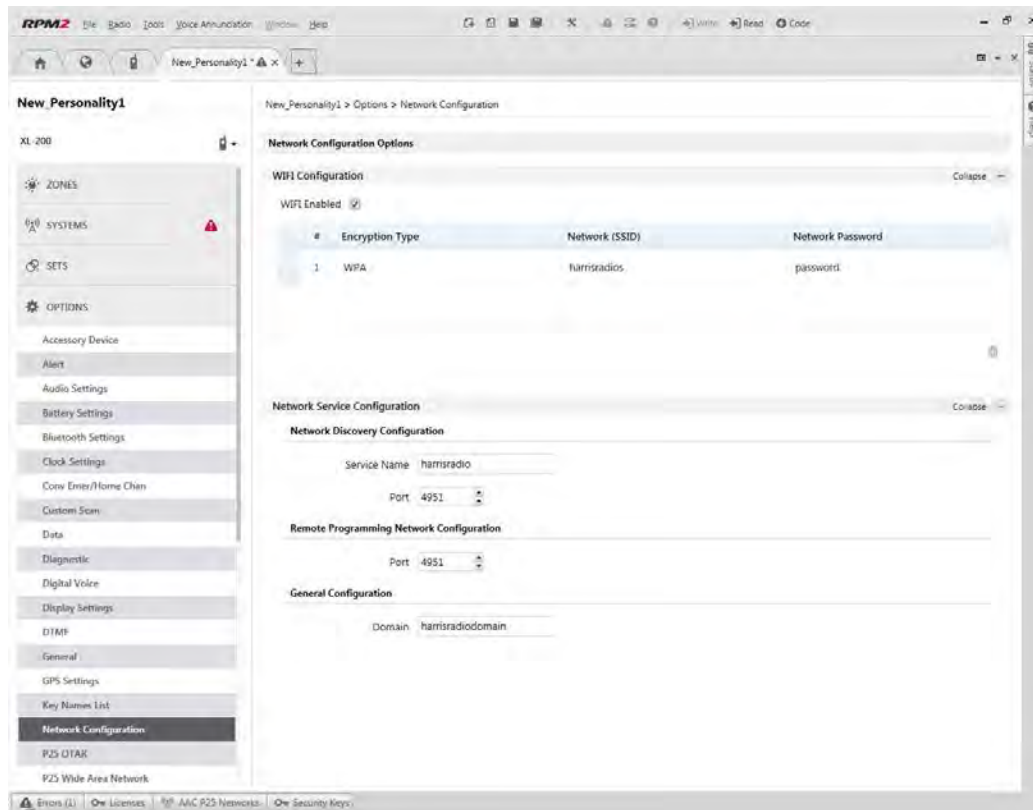 RPM2 File Radio Tools Voice Annunciation Window Help Write Read Code
New_Personality1 * +
New_Personality1
New_Personality1 > Options > Network Configuration
XL-200
Network Configuration Options
ZONES
WIFI Configuration Collapse
WIFI Enabled
SYSTEMS
# Encryption Type Network (SSID) Network Password
SETS
1 WPA harrisradios password
OPTIONS
Accessory Device
Alert
Audio Settings
Battery Settings
Network Service Configuration Collapse
Network Discovery Configuration
Bluetooth Settings
Clock Settings
Service Name harrisradio
Conv Emer/Home Chan
Port 4951
Custom Scan
Data
Remote Programming Network Configuration
Diagnostic
Port 4951
Digital Voice
General Configuration
Display Settings
DTMF
Domain harrisradiodomain
General
GPS Settings
Key Names List
Network Configuration
P25 OTAR
P25 Wide Area Network
Errors (1) Licenses AAC P25 Networks Security Keys